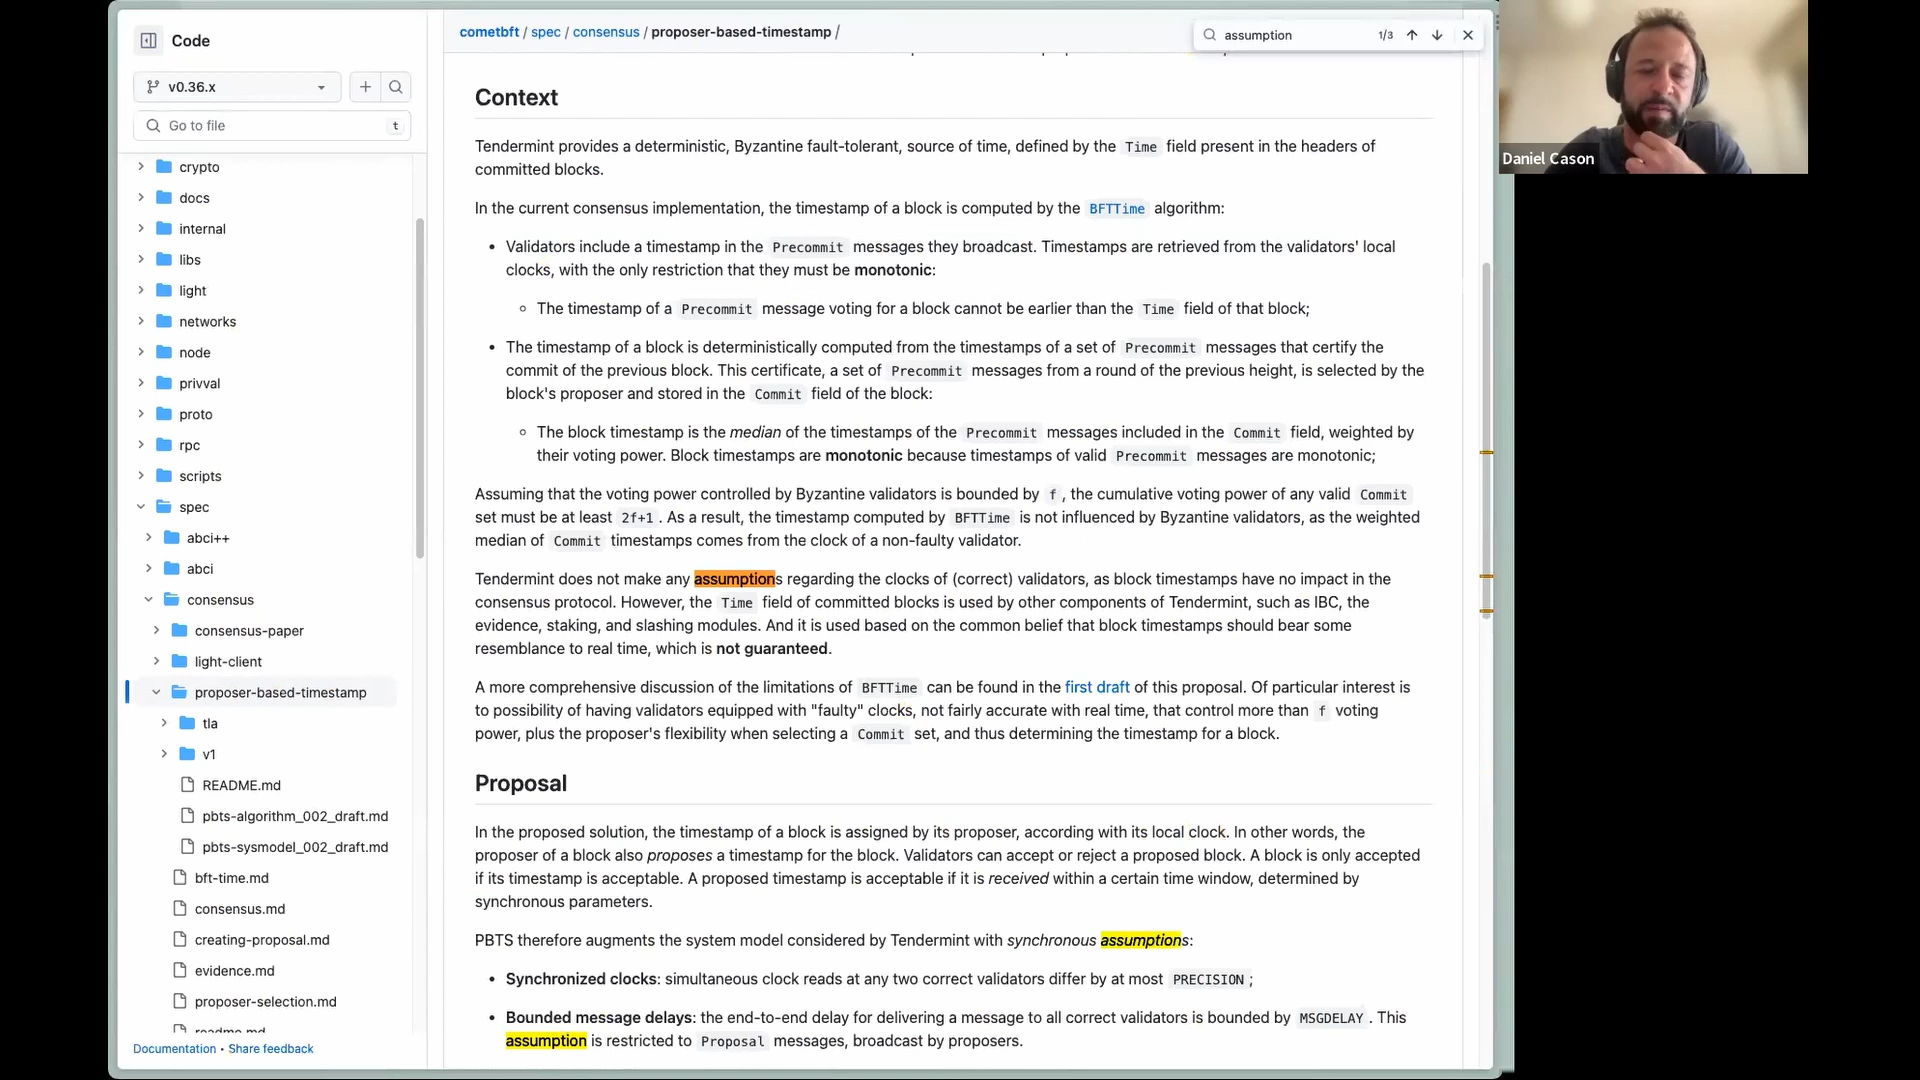 Code
v0.36.x
Go to file
t
crypto
docs
internal
libs
light
networks
node
privval
proto
rpc
scripts
spec
abci++
abci
consensus
consensus-paper
light-client
proposer-based-timestamp
tla
v1
README.md
pbts-algorithm_002_draft.md
pbts-sysmodel_002_draft.md
bft-time.md
consensus.md
creating-proposal.md
evidence.md
proposer-selection.md
readme.md
Documentation • Share feedback
cometbft / spec / consensus / proposer-based-timestamp /
assumption
1/3
Context
Tendermint provides a deterministic, Byzantine fault-tolerant, source of time, defined by the Time field present in the headers of
committed blocks.
In the current consensus implementation, the timestamp of a block is computed by the BFTTime algorithm:
• Validators include a timestamp in the Precommit messages they broadcast. Timestamps are retrieved from the validators' local
clocks, with the only restriction that they must be monotonic:
◦ The timestamp of a Precommit message voting for a block cannot be earlier than the Time field of that block;
• The timestamp of a block is deterministically computed from the timestamps of a set of Precommit messages that certify the
commit of the previous block. This certificate, a set of Precommit messages from a round of the previous height, is selected by the
block's proposer and stored in the Commit field of the block:
◦ The block timestamp is the median of the timestamps of the Precommit messages included in the Commit field, weighted by
their voting power. Block timestamps are monotonic because timestamps of valid Precommit messages are monotonic;
Assuming that the voting power controlled by Byzantine validators is bounded by f , the cumulative voting power of any valid Commit
set must be at least 2f+1 . As a result, the timestamp computed by BFTTime is not influenced by Byzantine validators, as the weighted
median of Commit timestamps comes from the clock of a non-faulty validator.
Tendermint does not make any assumptions regarding the clocks of (correct) validators, as block timestamps have no impact in the
consensus protocol. However, the Time field of committed blocks is used by other components of Tendermint, such as IBC, the
evidence, staking, and slashing modules. And it is used based on the common belief that block timestamps should bear some
resemblance to real time, which is not guaranteed.
A more comprehensive discussion of the limitations of BFTTime can be found in the first draft of this proposal. Of particular interest is
to possibility of having validators equipped with "faulty" clocks, not fairly accurate with real time, that control more than f voting
power, plus the proposer's flexibility when selecting a Commit set, and thus determining the timestamp for a block.
Proposal
In the proposed solution, the timestamp of a block is assigned by its proposer, according with its local clock. In other words, the
proposer of a block also proposes a timestamp for the block. Validators can accept or reject a proposed block. A block is only accepted
if its timestamp is acceptable. A proposed timestamp is acceptable if it is received within a certain time window, determined by
synchronous parameters.
PBTS therefore augments the system model considered by Tendermint with synchronous assumptions:
• Synchronized clocks: simultaneous clock reads at any two correct validators differ by at most PRECISION ;
• Bounded message delays: the end-to-end delay for delivering a message to all correct validators is bounded by MSGDELAY . This
assumption is restricted to Proposal messages, broadcast by proposers.
Daniel Cason